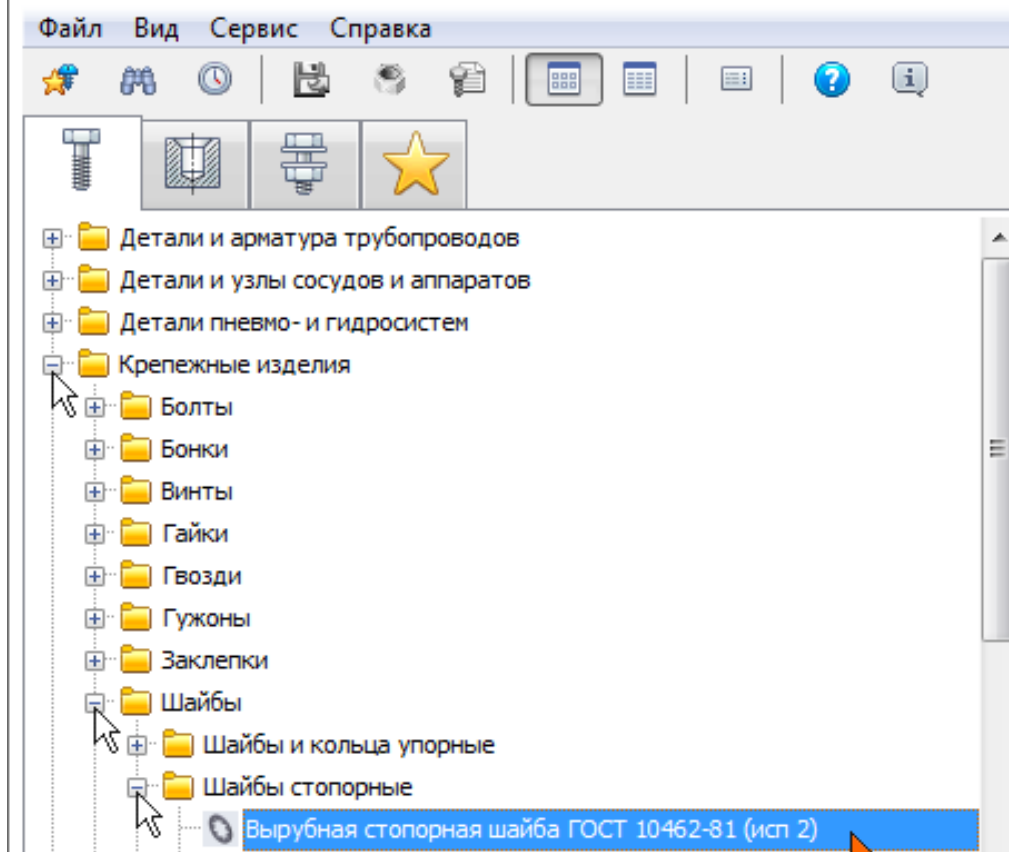 Файл Вид Сервис Справка
Детали и арматура трубопроводов
Детали и узлы сосудов и аппаратов
Детали пневмо- и гидросистем
Крепежные изделия
Болты
Бонки
Винты
Гайки
Гвозди
Гужоны
Заклепки
Шайбы
Шайбы и кольца упорные
Шайбы стопорные
Вырубная стопорная шайба ГОСТ 10462-81 (исп 2)